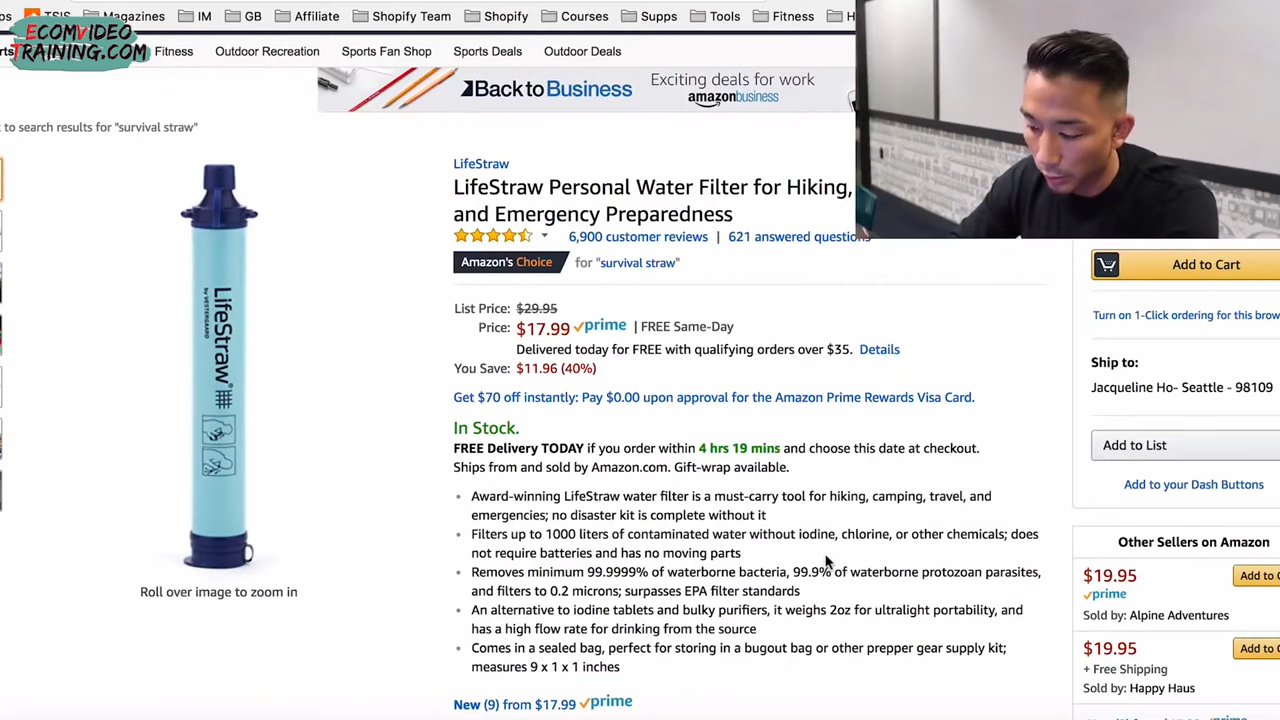 TSIS Magazines IM GB Affiliate Shopify Team Shopify Courses Supps Tools Fitness H
ECOMVIDEO
TRAINING.COM
Fitness Outdoor Recreation Sports Fan Shop Sports Deals Outdoor Deals
Back to Business
Exciting deals for work
amazonbusiness
k to search results for "survival straw"
LifeStraw
LifeStraw Personal Water Filter for Hiking,
and Emergency Preparedness
6,900 customer reviews | 621 answered questions
Amazon's Choice for "survival straw"
List Price: $29.95
Price: $17.99 prime | FREE Same-Day
Delivered today for FREE with qualifying orders over $35. Details
You Save: $11.96 (40%)
Get $70 off instantly: Pay $0.00 upon approval for the Amazon Prime Rewards Visa Card.
In Stock.
FREE Delivery TODAY if you order within 4 hrs 19 mins and choose this date at checkout.
Ships from and sold by Amazon.com. Gift-wrap available.
• Award-winning LifeStraw water filter is a must-carry tool for hiking, camping, travel, and
emergencies; no disaster kit is complete without it
• Filters up to 1000 liters of contaminated water without iodine, chlorine, or other chemicals; does
not require batteries and has no moving parts
• Removes minimum 99.9999% of waterborne bacteria, 99.9% of waterborne protozoan parasites,
and filters to 0.2 microns; surpasses EPA filter standards
• An alternative to iodine tablets and bulky purifiers, it weighs 2oz for ultralight portability, and
has a high flow rate for drinking from the source
• Comes in a sealed bag, perfect for storing in a bugout bag or other prepper gear supply kit;
measures 9 x 1 x 1 inches
New (9) from $17.99 prime
LifeStraw®
by VESTERGAARD
Roll over image to zoom in
Add to Cart
Turn on 1-Click ordering for this brow
Ship to:
Jacqueline Ho- Seattle - 98109
Add to List
Add to your Dash Buttons
Other Sellers on Amazon
$19.95 Add to C
prime
Sold by: Alpine Adventures
$19.95 Add to C
+ Free Shipping
Sold by: Happy Haus